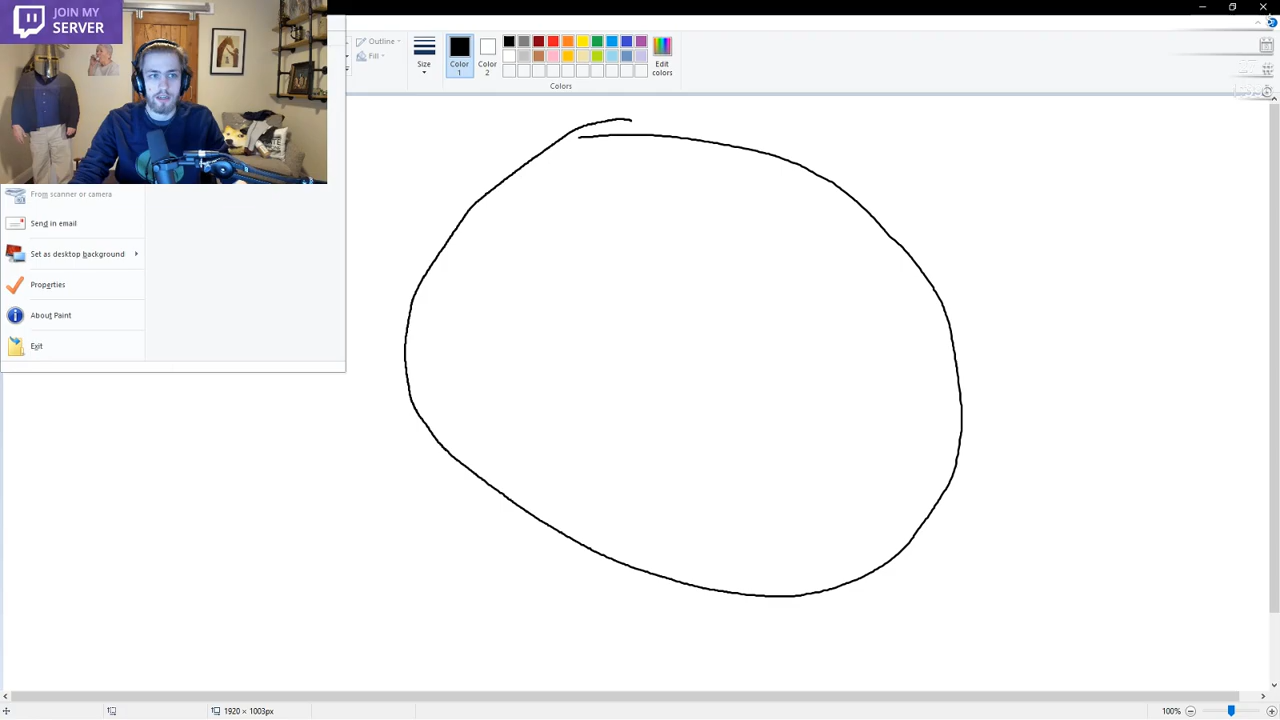 JOIN MY
SERVER
Outline
Fill
Size
Color
1
Color
2
Edit
colors
Colors
From scanner or camera
Send in email
Set as desktop background
Properties
About Paint
Exit
1920 × 1003px
100%